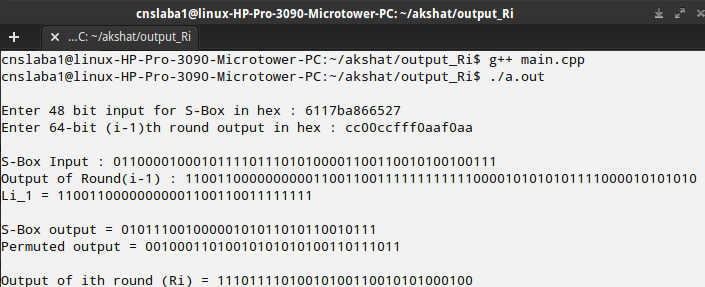 cnslaba1@linux-HP-Pro-3090-Microtower-PC: ~/akshat/output_Ri
...C: ~/akshat/output_Ri
cnslaba1@linux-HP-Pro-3090-Microtower-PC:~/akshat/output_Ri$ g++ main.cpp
cnslaba1@linux-HP-Pro-3090-Microtower-PC:~/akshat/output_Ri$ ./a.out
Enter 48 bit input for S-Box in hex : 6117ba866527
Enter 64-bit (i-1)th round output in hex : cc00ccfff0aaf0aa
S-Box Input : 011000010001011110111010100001100110010100100111
Output of Round(i-1) : 1100110000000000110011001111111111110000101010101111000010101010
Li_1 = 11001100000000001100110011111111
S-Box output = 01011100100000101011010110010111
Permuted output = 00100011010010101010100110111011
Output of ith round (Ri) = 11101111010010100110010101000100